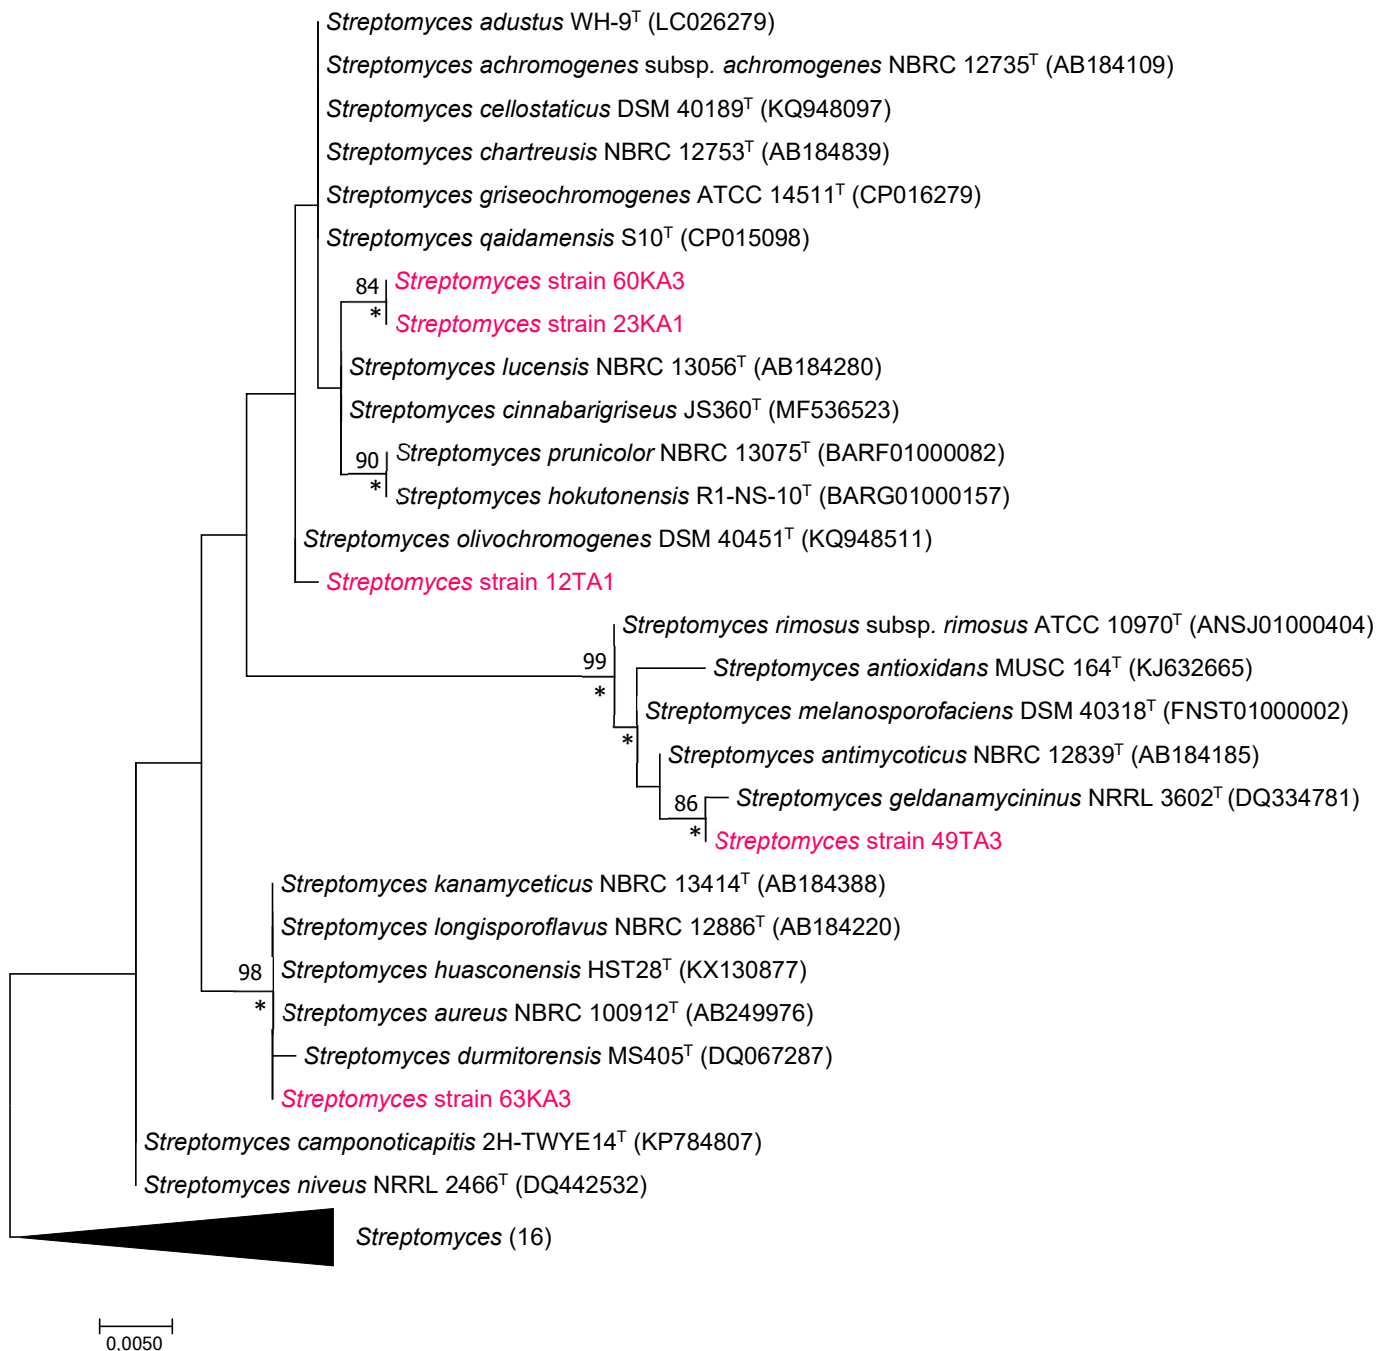 Streptomyces adustus WH-9ᵀ (LC026279)
Streptomyces achromogenes subsp. achromogenes NBRC 12735ᵀ (AB184109)
Streptomyces cellostaticus DSM 40189ᵀ (KQ948097)
Streptomyces chartreusis NBRC 12753ᵀ (AB184839)
Streptomyces griseochromogenes ATCC 14511ᵀ (CP016279)
Streptomyces qaidamensis S10ᵀ (CP015098)
84
*
Streptomyces strain 60KA3
Streptomyces strain 23KA1
Streptomyces lucensis NBRC 13056ᵀ (AB184280)
Streptomyces cinnabarigriseus JS360ᵀ (MF536523)
90
*
Streptomyces prunicolor NBRC 13075ᵀ (BARF01000082)
Streptomyces hokutonensis R1-NS-10ᵀ (BARG01000157)
Streptomyces olivochromogenes DSM 40451ᵀ (KQ948511)
Streptomyces strain 12TA1
Streptomyces rimosus subsp. rimosus ATCC 10970ᵀ (ANSJ01000404)
99
*
Streptomyces antioxidans MUSC 164ᵀ (KJ632665)
Streptomyces melanosporofaciens DSM 40318ᵀ (FNST01000002)
*
Streptomyces antimycoticus NBRC 12839ᵀ (AB184185)
86
*
Streptomyces geldanamycininus NRRL 3602ᵀ (DQ334781)
Streptomyces strain 49TA3
Streptomyces kanamyceticus NBRC 13414ᵀ (AB184388)
Streptomyces longisporoflavus NBRC 12886ᵀ (AB184220)
98
*
Streptomyces huasconensis HST28ᵀ (KX130877)
Streptomyces aureus NBRC 100912ᵀ (AB249976)
Streptomyces durmitorensis MS405ᵀ (DQ067287)
Streptomyces strain 63KA3
Streptomyces camponoticapitis 2H-TWYE14ᵀ (KP784807)
Streptomyces niveus NRRL 2466ᵀ (DQ442532)
Streptomyces (16)
0,0050